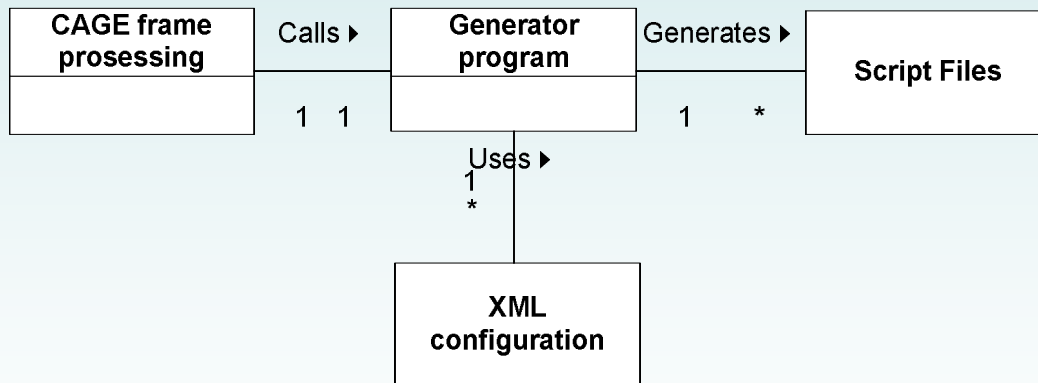 CAGE frame
prosessing
Calls ▸
Generator
program
Generates ▸
Script Files
1 1
1 *
Uses ▸
1
*
XML
configuration